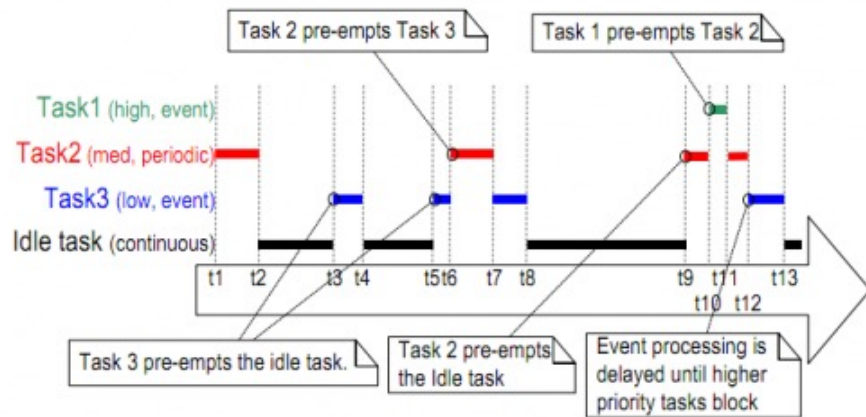 Task 2 pre-empts Task 3
Task 1 pre-empts Task 2
Task1 (high, event)
Task2 (med, periodic)
Task3 (low, event)
Idle task (continuous)
t1 t2 t3 t4 t5 t6 t7 t8 t9 t11 t13
t10 t12
Task 3 pre-empts the idle task.
Task 2 pre-empts
the Idle task
Event processing is
delayed until higher
priority tasks block